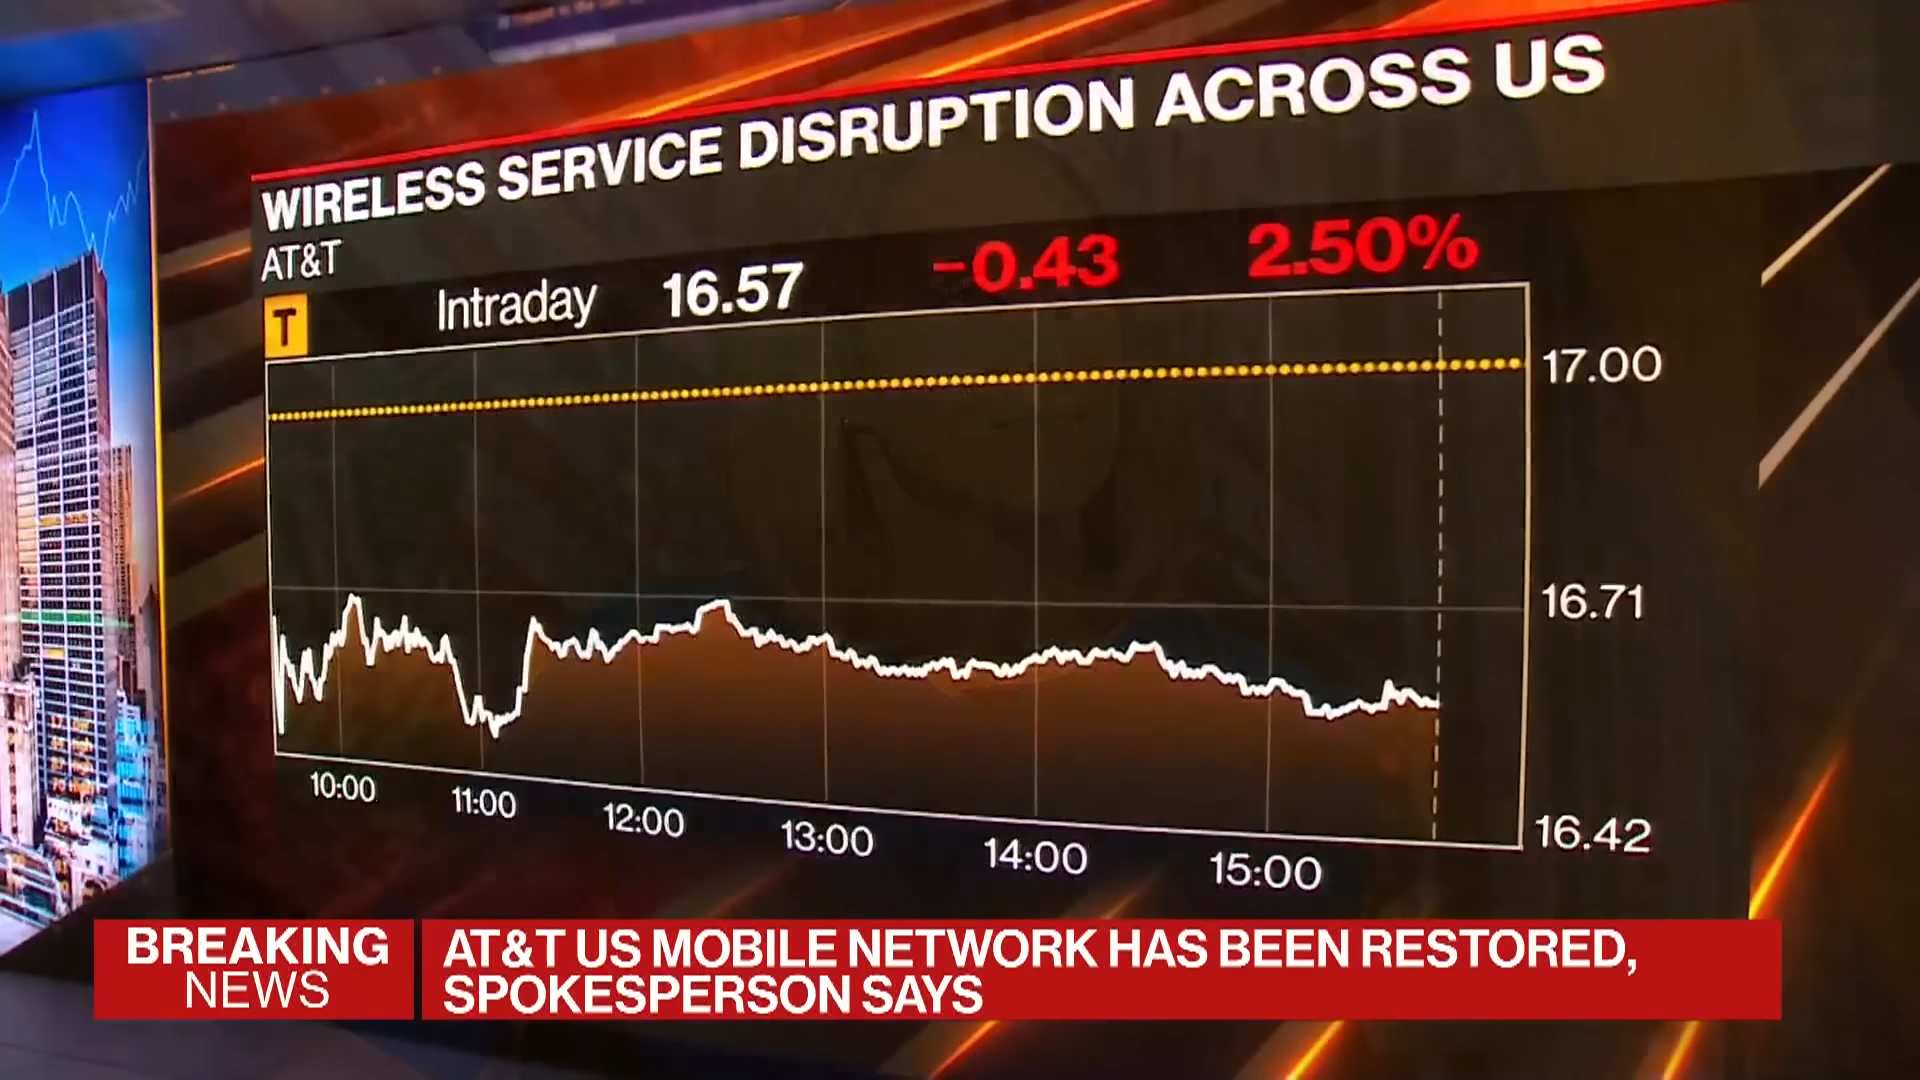 WIRELESS SERVICE DISRUPTION ACROSS US
AT&T
T Intraday 16.57 -0.43 2.50%
17.00
16.71
16.42
10:00 11:00 12:00 13:00 14:00 15:00
BREAKING
NEWS
AT&T US MOBILE NETWORK HAS BEEN RESTORED,
SPOKESPERSON SAYS